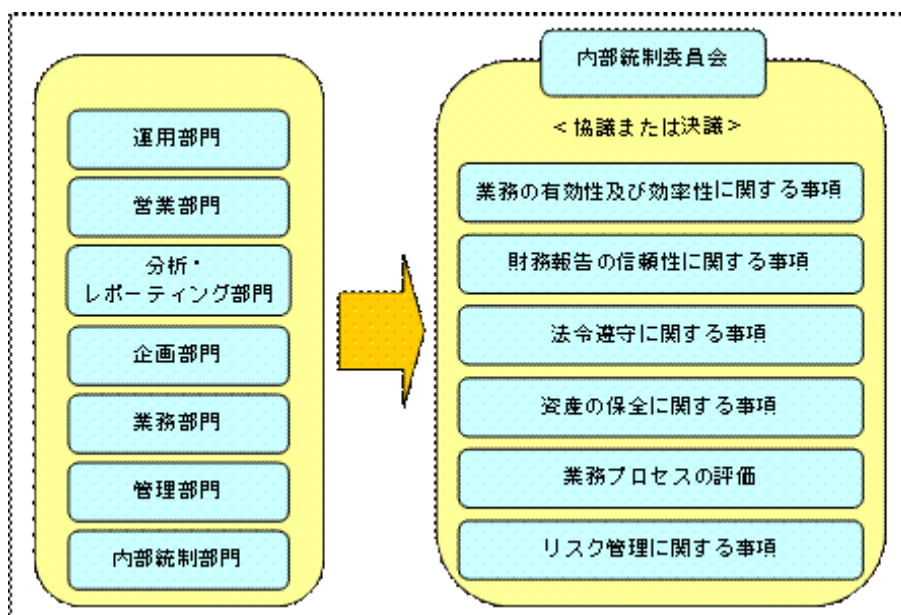 運用部門
営業部門
分析・
レポーティング部門
企画部門
業務部門
管理部門
内部統制部門
内部統制委員会
＜協議または決議＞
業務の有効性及び効率性に関する事項
財務報告の信頼性に関する事項
法令遵守に関する事項
資産の保全に関する事項
業務プロセスの評価
リスク管理に関する事項